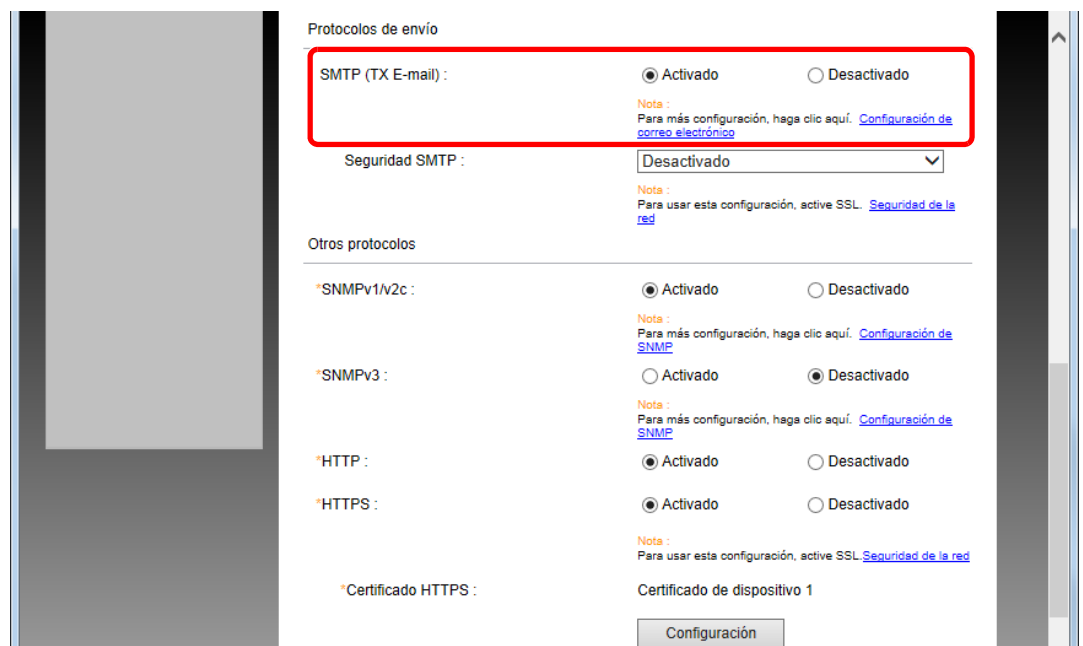 Protocolos de envío
SMTP (TX E-mail) : Activado Desactivado
Nota :
Para más configuración, haga clic aquí. Configuración de
correo electrónico
Seguridad SMTP : Desactivado
Nota :
Para usar esta configuración, active SSL. Seguridad de la
red
Otros protocolos
*SNMPv1/v2c : Activado Desactivado
Nota :
Para más configuración, haga clic aquí. Configuración de
SNMP
*SNMPv3 : Activado Desactivado
Nota :
Para más configuración, haga clic aquí. Configuración de
SNMP
*HTTP : Activado Desactivado
*HTTPS : Activado Desactivado
Nota :
Para usar esta configuración, active SSL.Seguridad de la red
*Certificado HTTPS : Certificado de dispositivo 1
Configuración